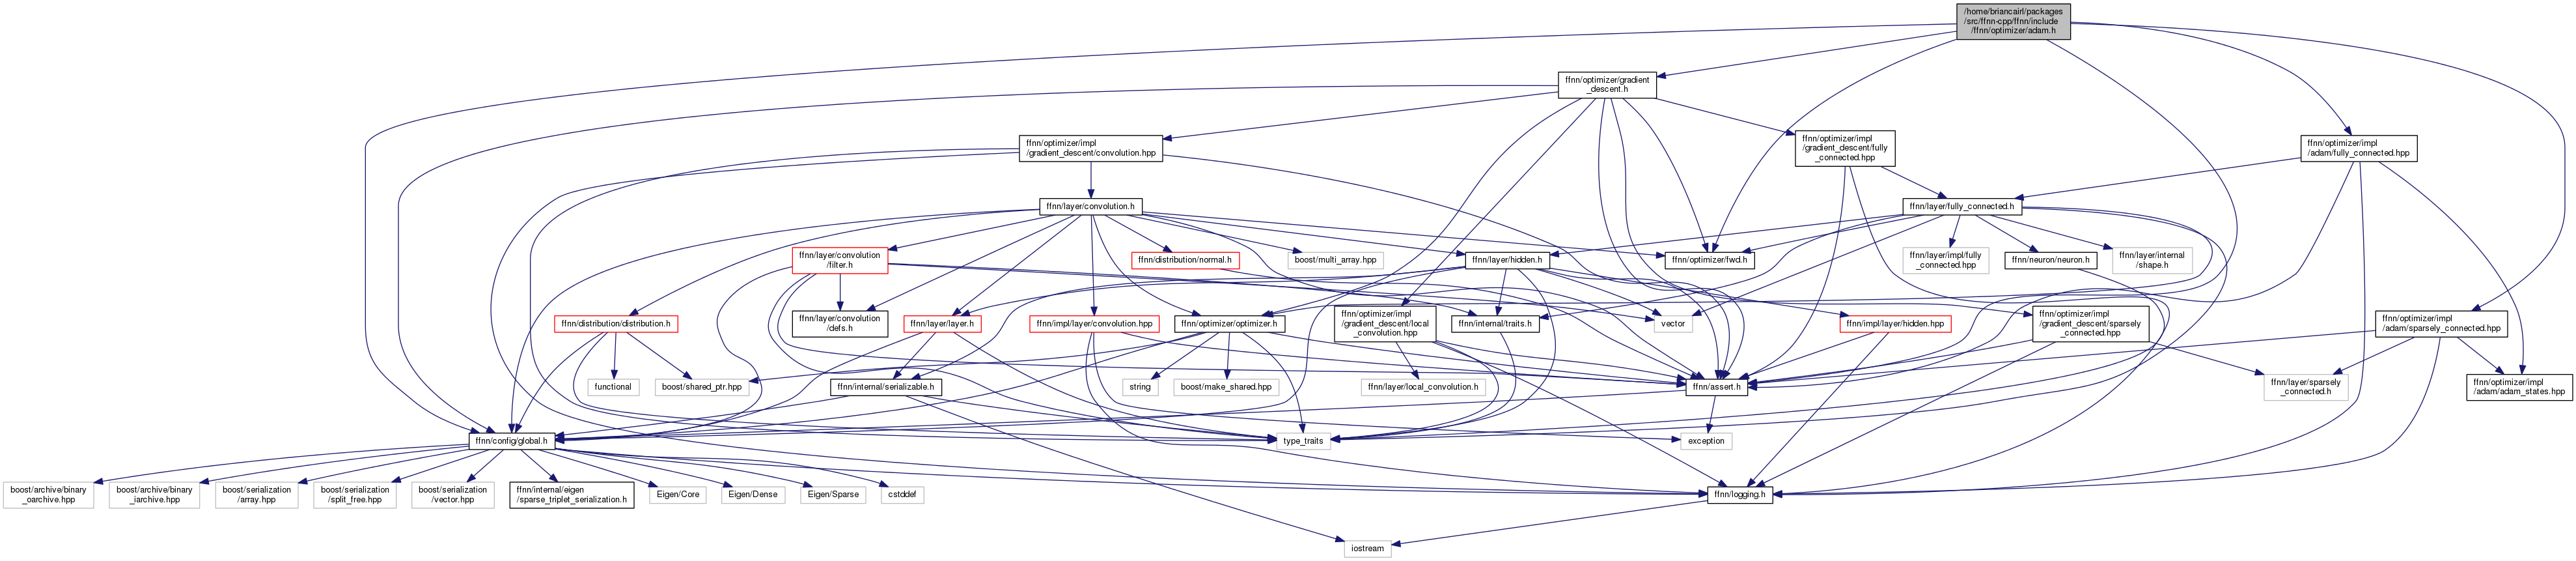 /home/briancairl/packages
/src/ffnn-cpp/ffnn/include
/ffnn/optimizer/adam.h
ffnn/optimizer/gradient
_descent.h
ffnn/optimizer/impl
/gradient_descent/convolution.hpp
ffnn/optimizer/impl
/gradient_descent/fully
_connected.hpp
ffnn/optimizer/impl
/adam/fully_connected.hpp
ffnn/layer/convolution.h
ffnn/layer/fully_connected.h
ffnn/layer/convolution
/filter.h
ffnn/distribution/normal.h
boost/multi_array.hpp
ffnn/layer/hidden.h
ffnn/optimizer/fwd.h
ffnn/layer/impl/fully
_connected.hpp
ffnn/neuron/neuron.h
ffnn/layer/internal
/shape.h
ffnn/distribution/distribution.h
ffnn/layer/convolution
/defs.h
ffnn/layer/layer.h
ffnn/impl/layer/convolution.hpp
ffnn/optimizer/optimizer.h
ffnn/optimizer/impl
/gradient_descent/local
_convolution.hpp
ffnn/internal/traits.h
vector
ffnn/impl/layer/hidden.hpp
ffnn/optimizer/impl
/gradient_descent/sparsely
_connected.hpp
ffnn/optimizer/impl
/adam/sparsely_connected.hpp
functional
boost/shared_ptr.hpp
ffnn/internal/serializable.h
string
boost/make_shared.hpp
ffnn/layer/local_convolution.h
ffnn/assert.h
ffnn/layer/sparsely
_connected.h
ffnn/optimizer/impl
/adam/adam_states.hpp
ffnn/config/global.h
type_traits
exception
boost/archive/binary
_oarchive.hpp
boost/archive/binary
_iarchive.hpp
boost/serialization
/array.hpp
boost/serialization
/split_free.hpp
boost/serialization
/vector.hpp
ffnn/internal/eigen
/sparse_triplet_serialization.h
Eigen/Core
Eigen/Dense
Eigen/Sparse
cstddef
ffnn/logging.h
iostream